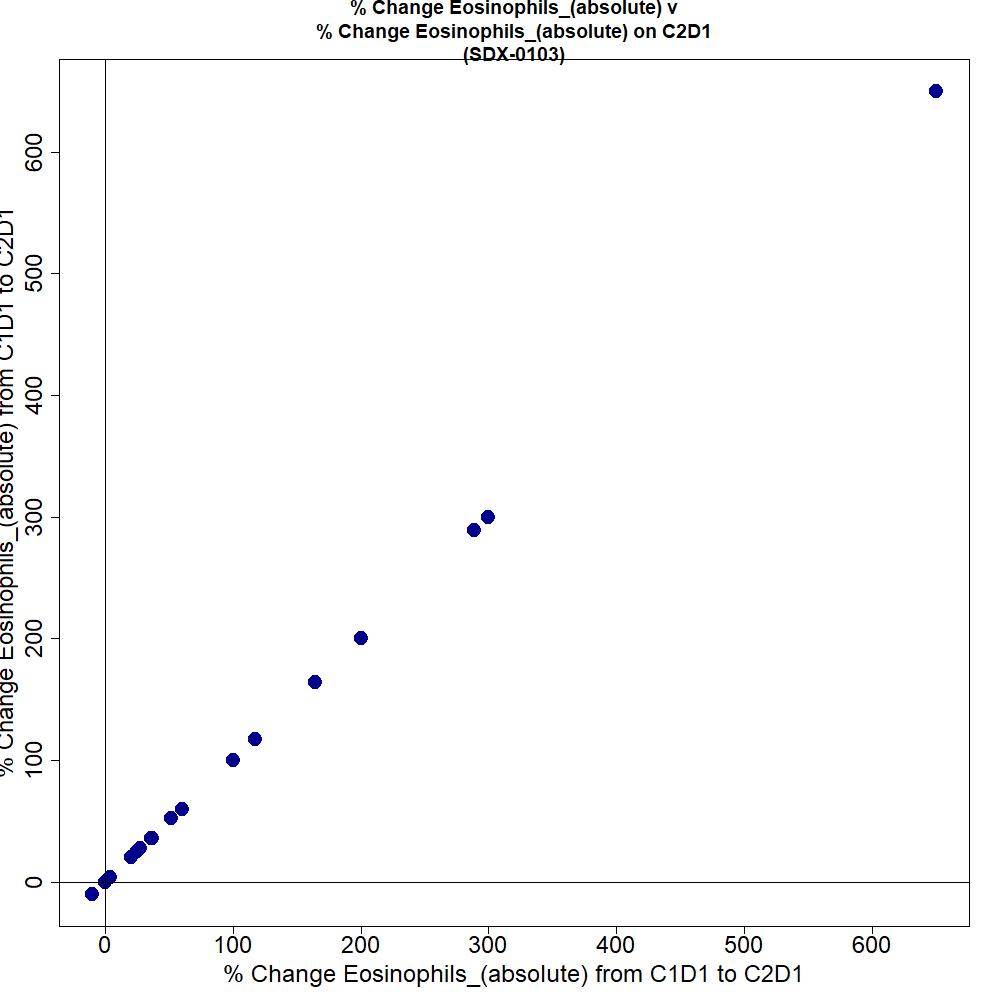 % Change Eosinophils_(absolute) v
% Change Eosinophils_(absolute) on C2D1
(SDX-0103)
% Change Eosinophils_(absolute) from C1D1 to C2D1
600
500
400
300
200
100
0
0 100 200 300 400 500 600
% Change Eosinophils_(absolute) from C1D1 to C2D1